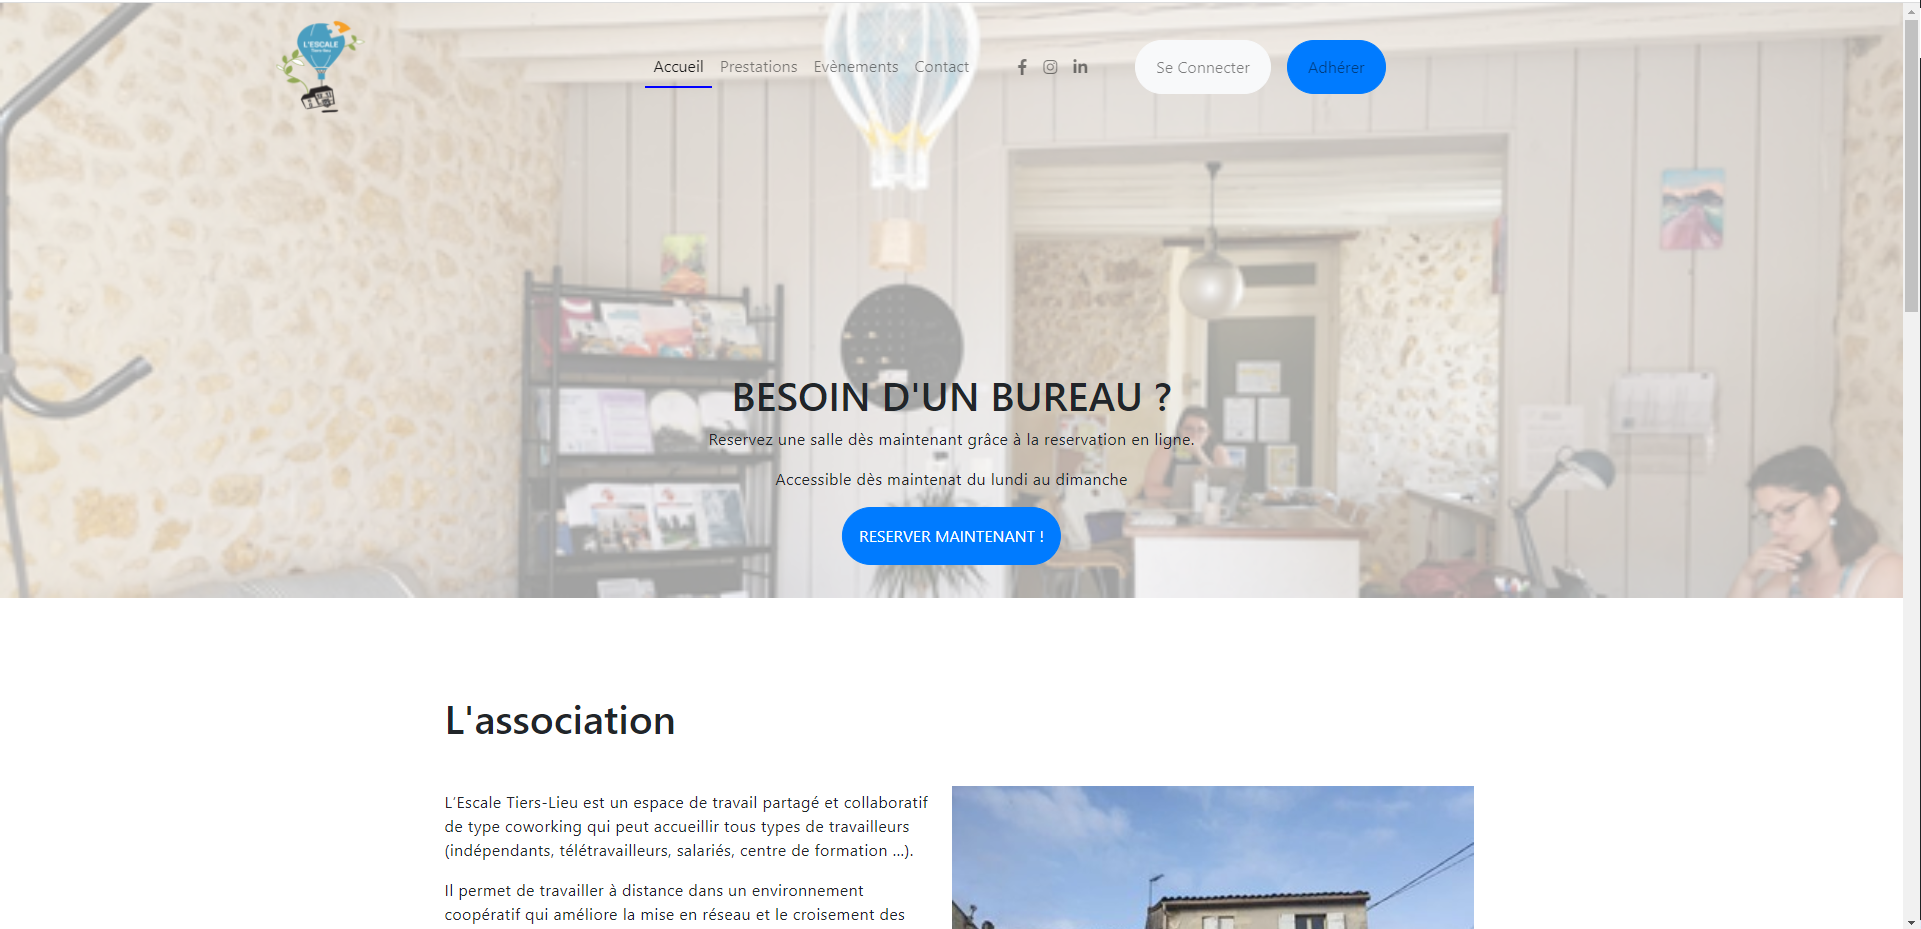 L'ESCALE
Tiers-lieu
Accueil
Prestations
Evènements
Contact
Se Connecter
Adhérer
BESOIN D'UN BUREAU ?
Reservez une salle dès maintenant grâce à la reservation en ligne.
Accessible dès maintenat du lundi au dimanche
RESERVER MAINTENANT !
L'association
L'Escale Tiers-Lieu est un espace de travail partagé et collaboratif
de type coworking qui peut accueillir tous types de travailleurs
(indépendants, télétravailleurs, salariés, centre de formation ...).
Il permet de travailler à distance dans un environnement
coopératif qui améliore la mise en réseau et le croisement des